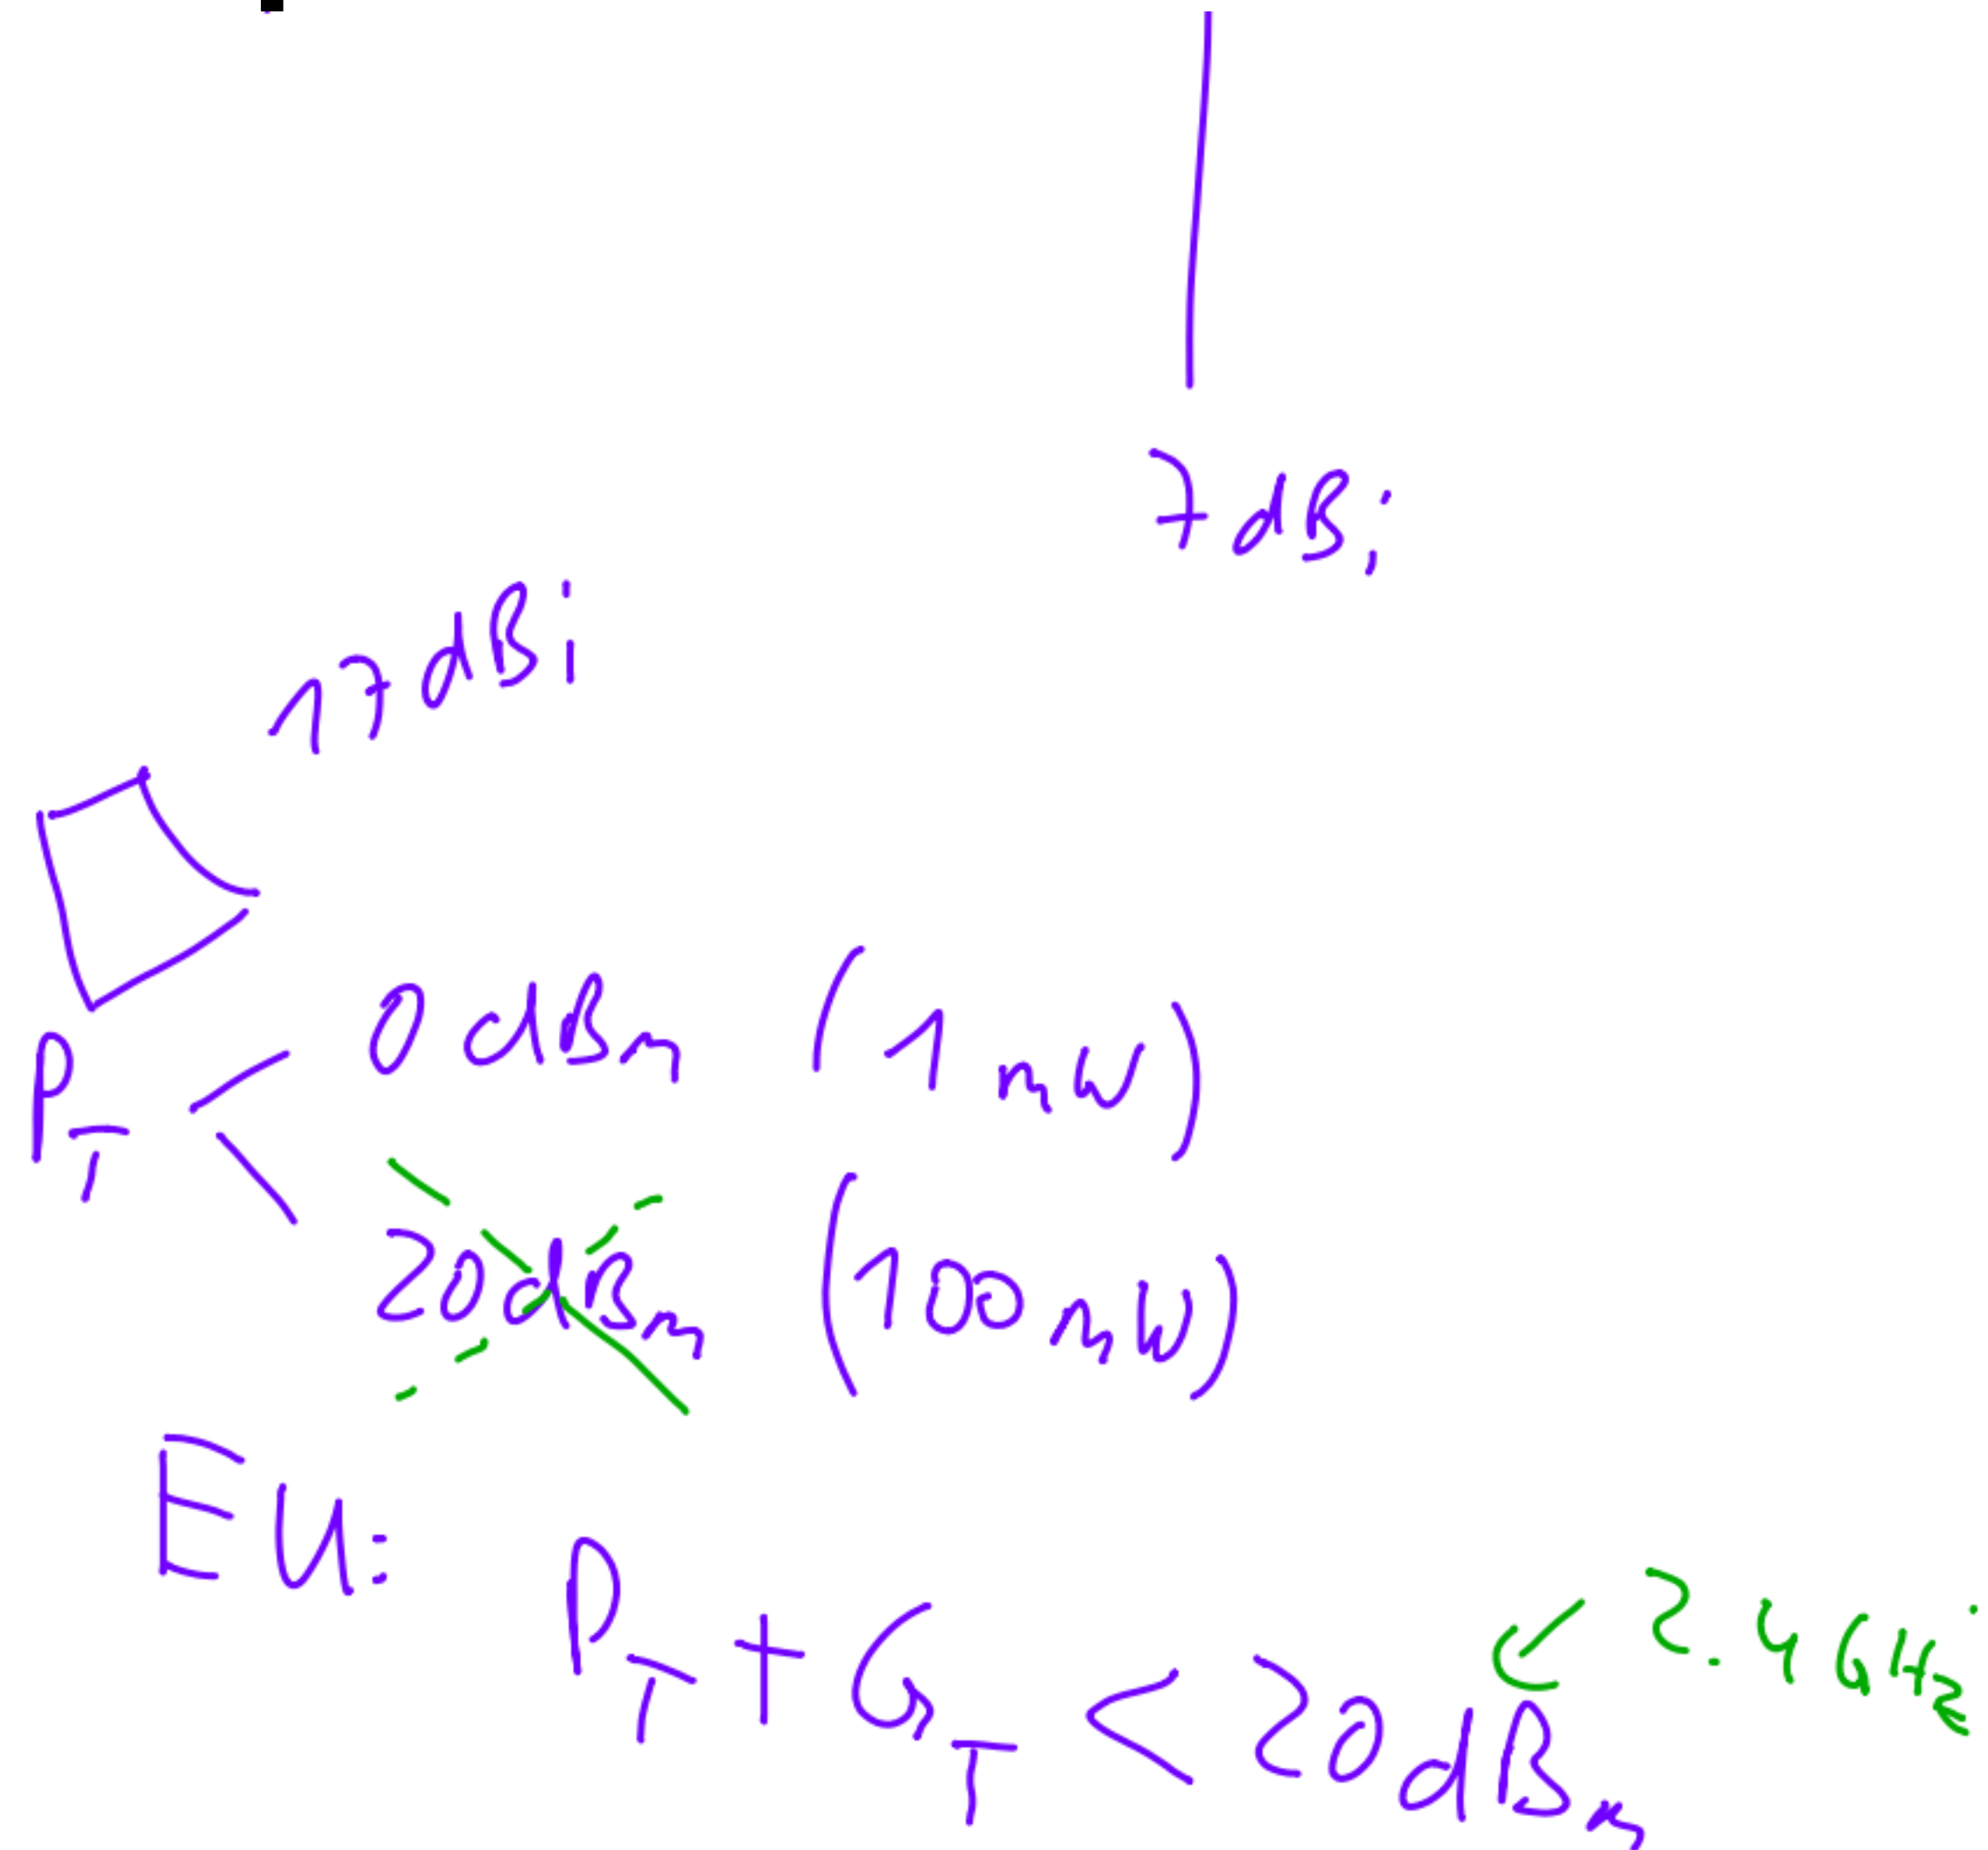 7 dBi
17 dBi
0 dBm (1 mW)
P_T <
20 dBm (100 mW)
EU:
P_T + G_T < 20 dBm
2.4 GHz